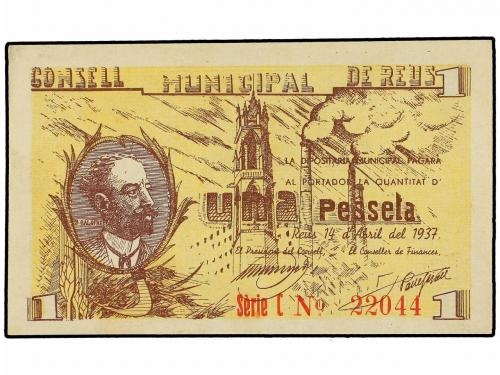 CONSELL MUNICIPAL DE REUS 1
LA DIPOSITARIA MUNICIPAL PAGARÀ
AL PORTADOR LA QUANTITAT D'
una Pesseta.
Reus 14 d'Abril del 1937.
El President del Consell, El Conseller de Finances,
1 Sèrie C Nº 22044 1